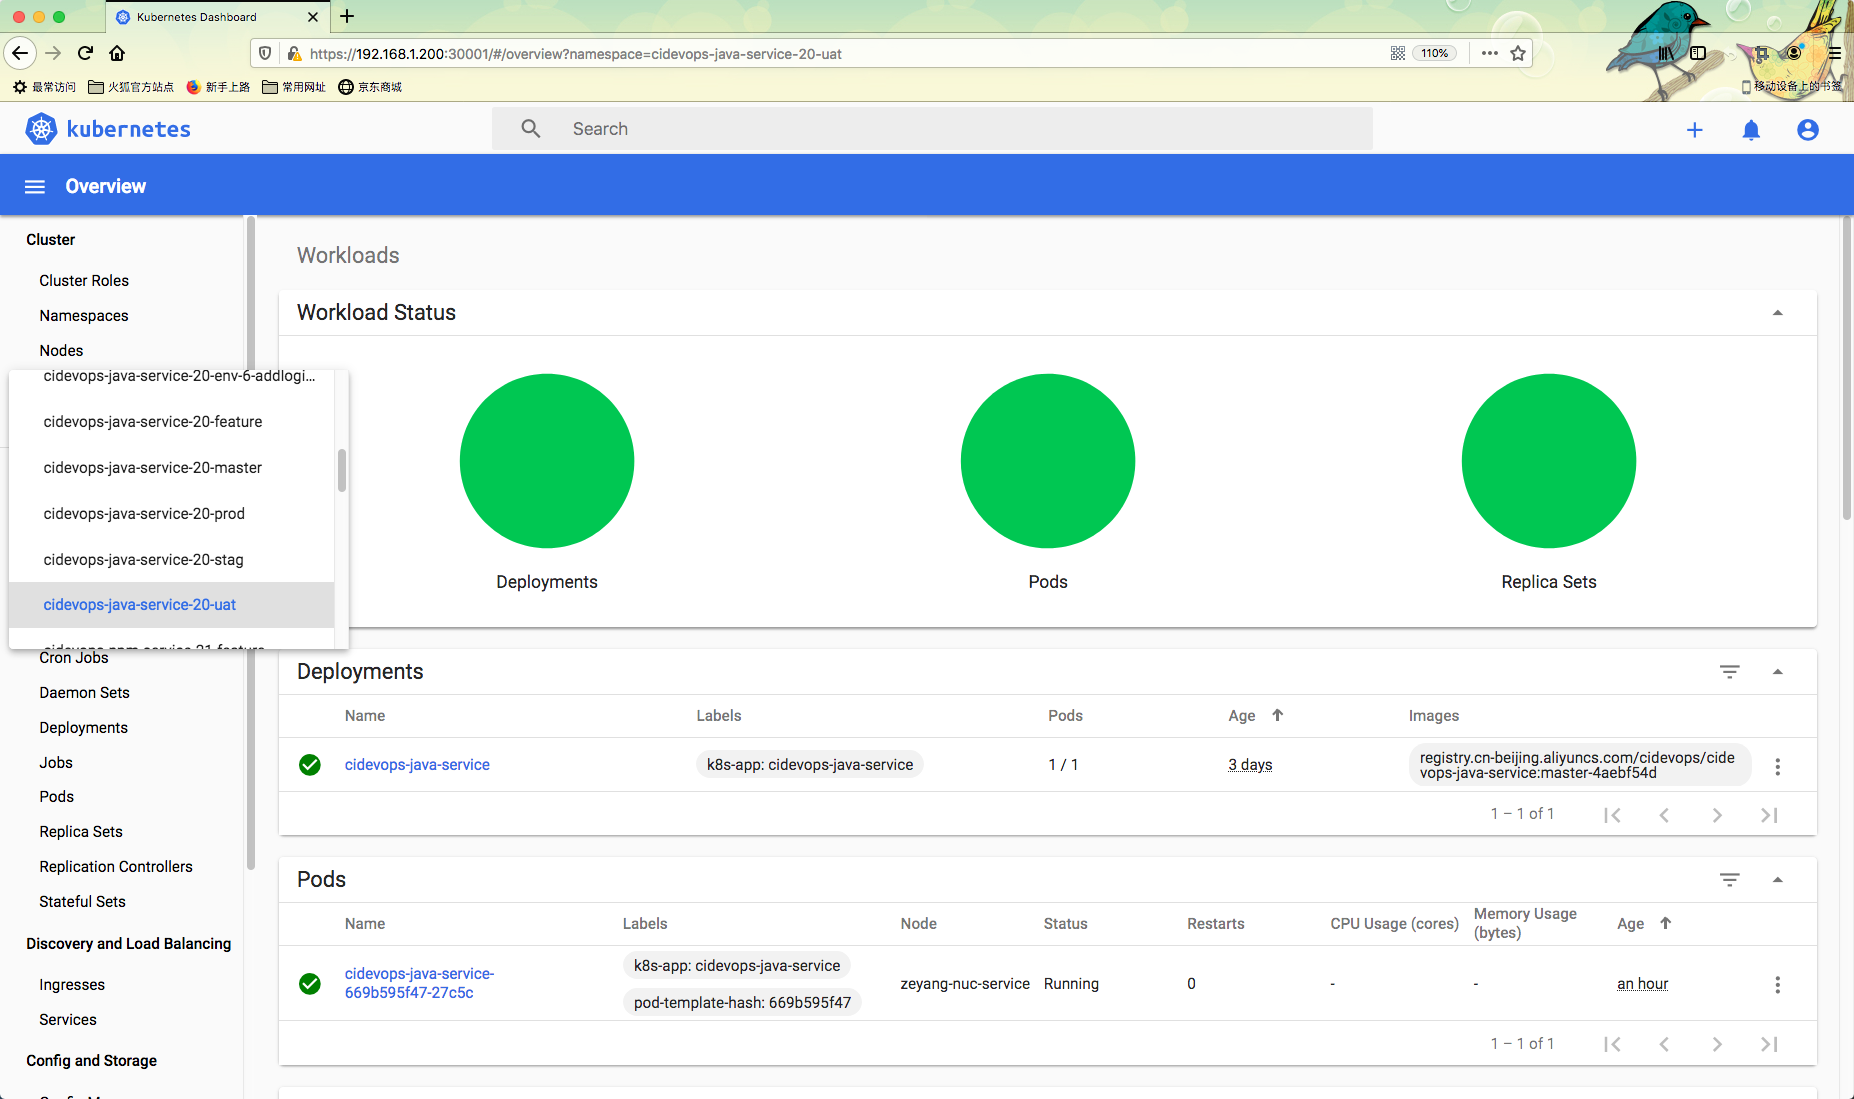 Kubernetes Dashboard
https://192.168.1.200:30001/#/overview?namespace=cidevops-java-service-20-uat
110%
最常访问 火狐官方站点 新手上路 常用网址 京东商城
移动设备上的书签
kubernetes
Search
Overview
Cluster
Cluster Roles
Namespaces
Nodes
cidevops-java-service-20-env-6-addlogi...
cidevops-java-service-20-feature
cidevops-java-service-20-master
cidevops-java-service-20-prod
cidevops-java-service-20-stag
cidevops-java-service-20-uat
Cron Jobs
Daemon Sets
Deployments
Jobs
Pods
Replica Sets
Replication Controllers
Stateful Sets
Discovery and Load Balancing
Ingresses
Services
Config and Storage
Workloads
Workload Status
Deployments
Pods
Replica Sets
Deployments
Name Labels Pods Age Images
cidevops-java-service k8s-app: cidevops-java-service 1 / 1 3 days registry.cn-beijing.aliyuncs.com/cidevops/cide
vops-java-service:master-4aebf54d
1 – 1 of 1
Pods
Name Labels Node Status Restarts CPU Usage (cores) Memory Usage
(bytes) Age
cidevops-java-service-
669b595f47-27c5c
k8s-app: cidevops-java-service
pod-template-hash: 669b595f47
zeyang-nuc-service Running 0 - - an hour
1 – 1 of 1